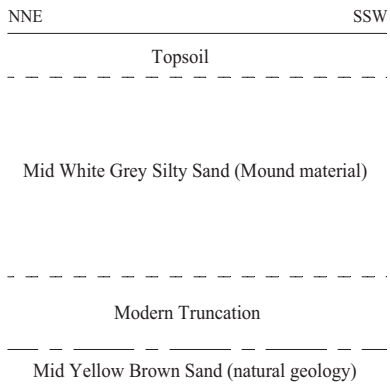 NNE SSW
Topsoil
Mid White Grey Silty Sand (Mound material)
Modern Truncation
Mid Yellow Brown Sand (natural geology)